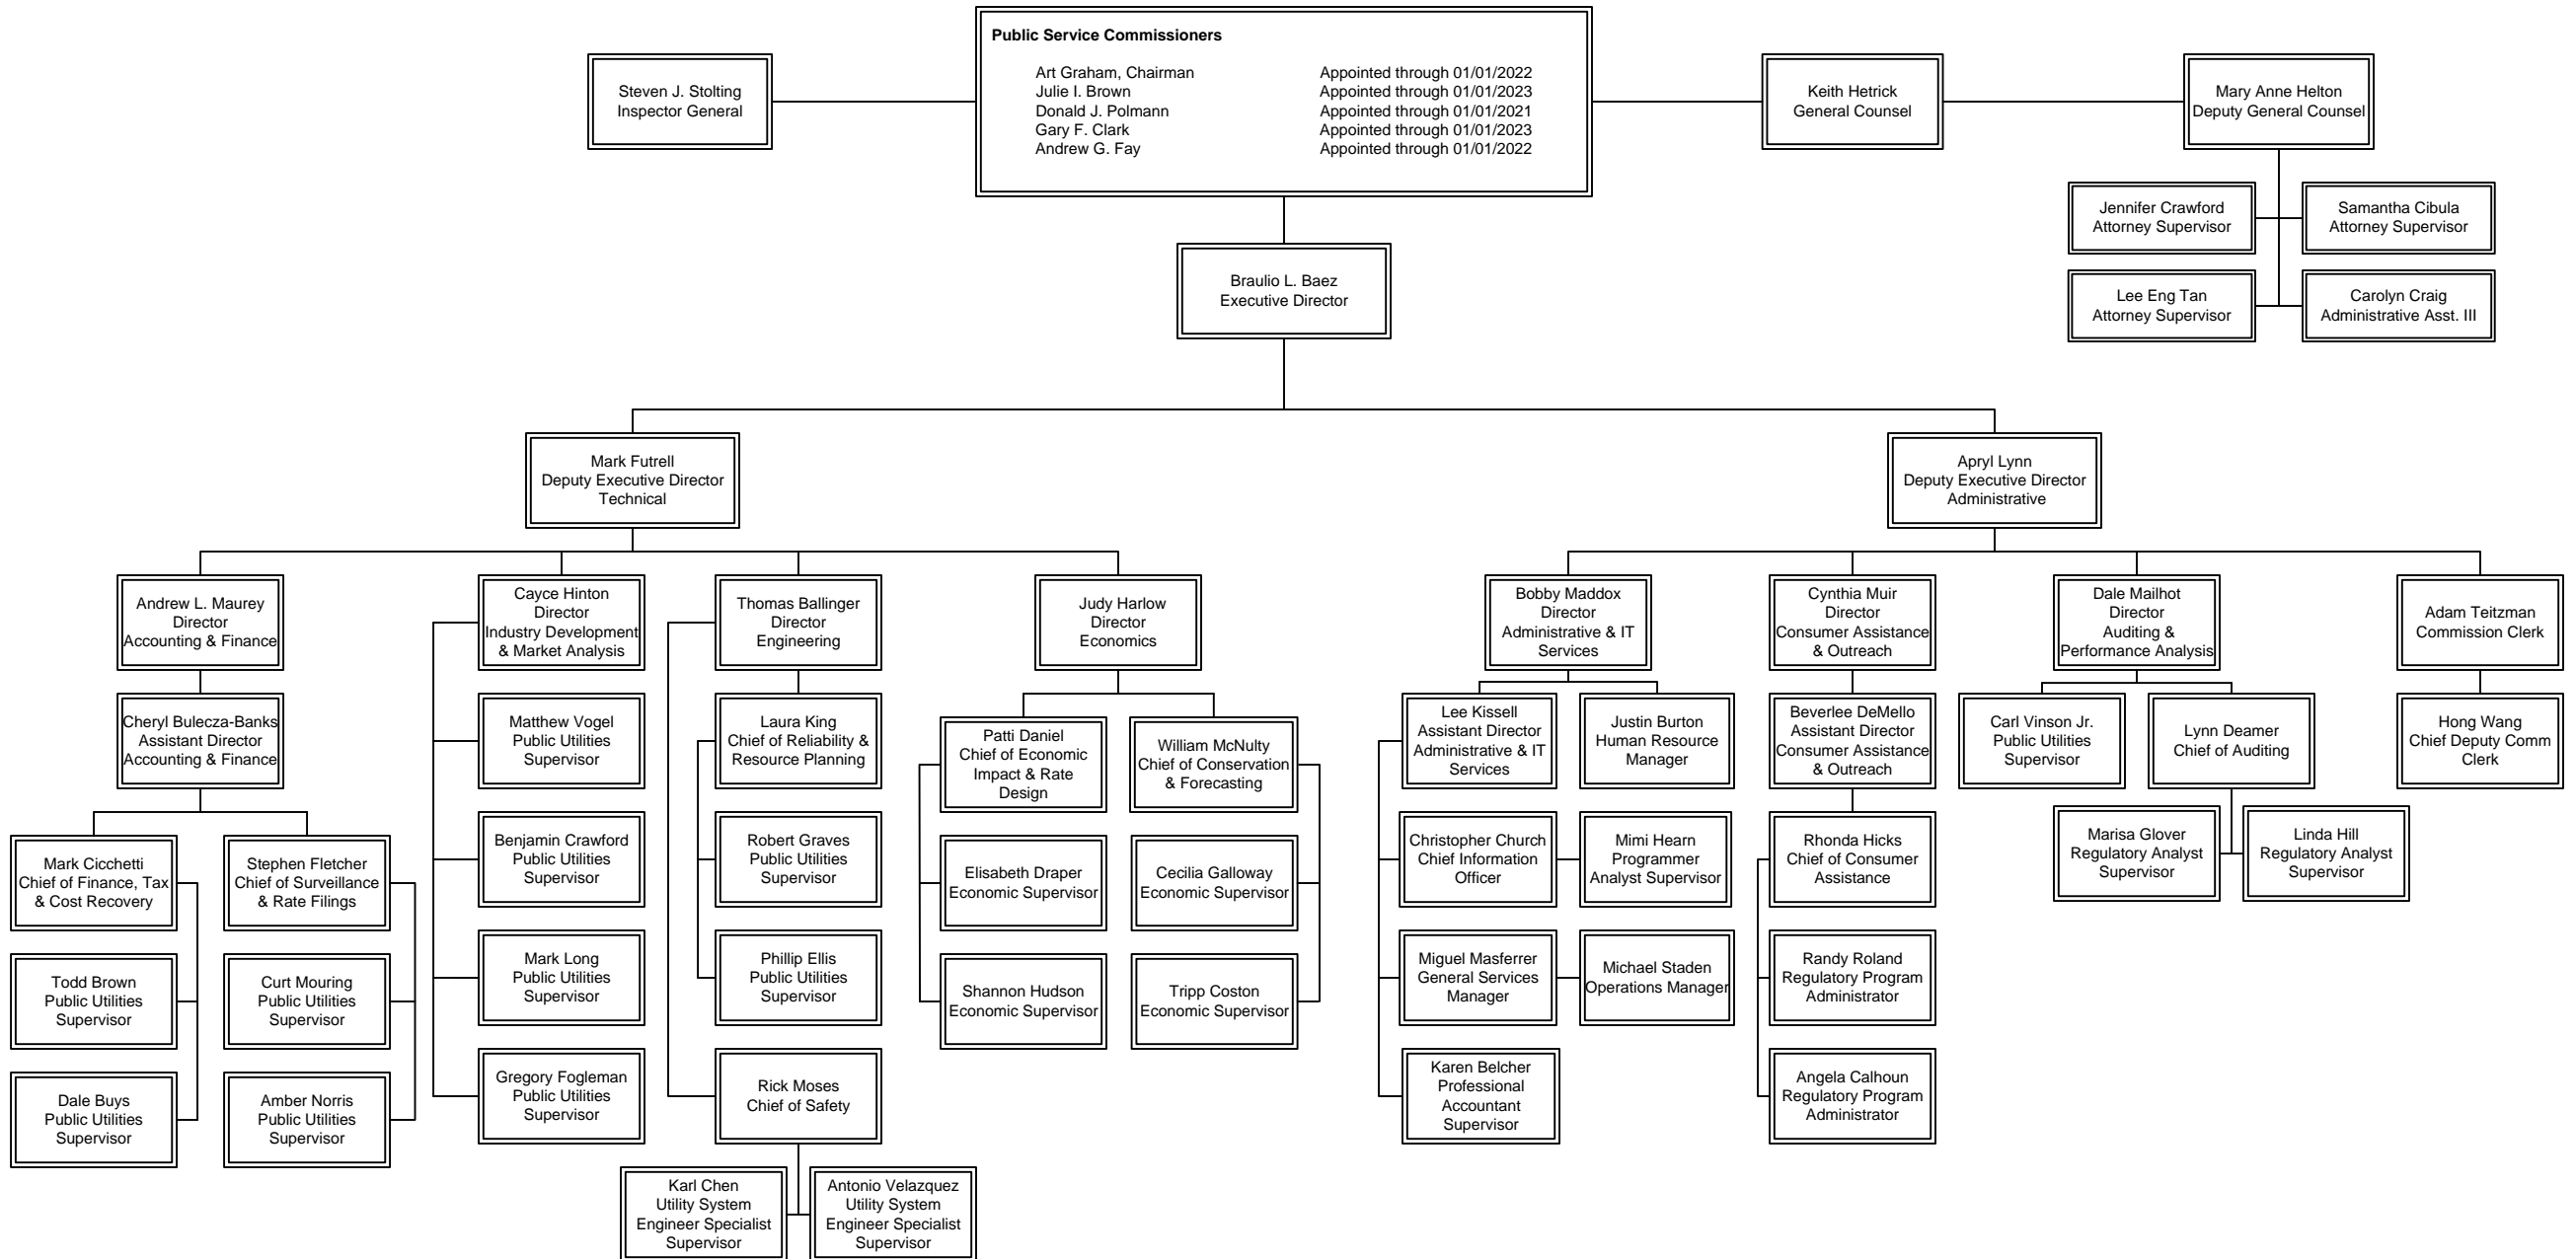 Public Service Commissioners
Art Graham, Chairman Appointed through 01/01/2022
Julie I. Brown Appointed through 01/01/2023
Donald J. Polmann Appointed through 01/01/2021
Gary F. Clark Appointed through 01/01/2023
Andrew G. Fay Appointed through 01/01/2022
Steven J. Stolting
Inspector General
Keith Hetrick
General Counsel
Mary Anne Helton
Deputy General Counsel
Jennifer Crawford
Attorney Supervisor
Samantha Cibula
Attorney Supervisor
Lee Eng Tan
Attorney Supervisor
Carolyn Craig
Administrative Asst. III
Braulio L. Baez
Executive Director
Mark Futrell
Deputy Executive Director
Technical
Apryl Lynn
Deputy Executive Director
Administrative
Andrew L. Maurey
Director
Accounting & Finance
Cheryl Bulecza-Banks
Assistant Director
Accounting & Finance
Mark Cicchetti
Chief of Finance, Tax
& Cost Recovery
Todd Brown
Public Utilities
Supervisor
Dale Buys
Public Utilities
Supervisor
Stephen Fletcher
Chief of Surveillance
& Rate Filings
Curt Mouring
Public Utilities
Supervisor
Amber Norris
Public Utilities
Supervisor
Cayce Hinton
Director
Industry Development
& Market Analysis
Matthew Vogel
Public Utilities
Supervisor
Benjamin Crawford
Public Utilities
Supervisor
Mark Long
Public Utilities
Supervisor
Gregory Fogleman
Public Utilities
Supervisor
Thomas Ballinger
Director
Engineering
Laura King
Chief of Reliability &
Resource Planning
Robert Graves
Public Utilities
Supervisor
Phillip Ellis
Public Utilities
Supervisor
Rick Moses
Chief of Safety
Karl Chen
Utility System
Engineer Specialist
Supervisor
Antonio Velazquez
Utility System
Engineer Specialist
Supervisor
Judy Harlow
Director
Economics
Patti Daniel
Chief of Economic
Impact & Rate
Design
Elisabeth Draper
Economic Supervisor
Shannon Hudson
Economic Supervisor
William McNulty
Chief of Conservation
& Forecasting
Cecilia Galloway
Economic Supervisor
Tripp Coston
Economic Supervisor
Bobby Maddox
Director
Administrative & IT
Services
Lee Kissell
Assistant Director
Administrative & IT
Services
Justin Burton
Human Resource
Manager
Christopher Church
Chief Information
Officer
Mimi Hearn
Programmer
Analyst Supervisor
Miguel Masferrer
General Services
Manager
Michael Staden
Operations Manager
Karen Belcher
Professional
Accountant
Supervisor
Cynthia Muir
Director
Consumer Assistance
& Outreach
Beverlee DeMello
Assistant Director
Consumer Assistance
& Outreach
Rhonda Hicks
Chief of Consumer
Assistance
Randy Roland
Regulatory Program
Administrator
Angela Calhoun
Regulatory Program
Administrator
Dale Mailhot
Director
Auditing &
Performance Analysis
Carl Vinson Jr.
Public Utilities
Supervisor
Lynn Deamer
Chief of Auditing
Marisa Glover
Regulatory Analyst
Supervisor
Linda Hill
Regulatory Analyst
Supervisor
Adam Teitzman
Commission Clerk
Hong Wang
Chief Deputy Comm
Clerk